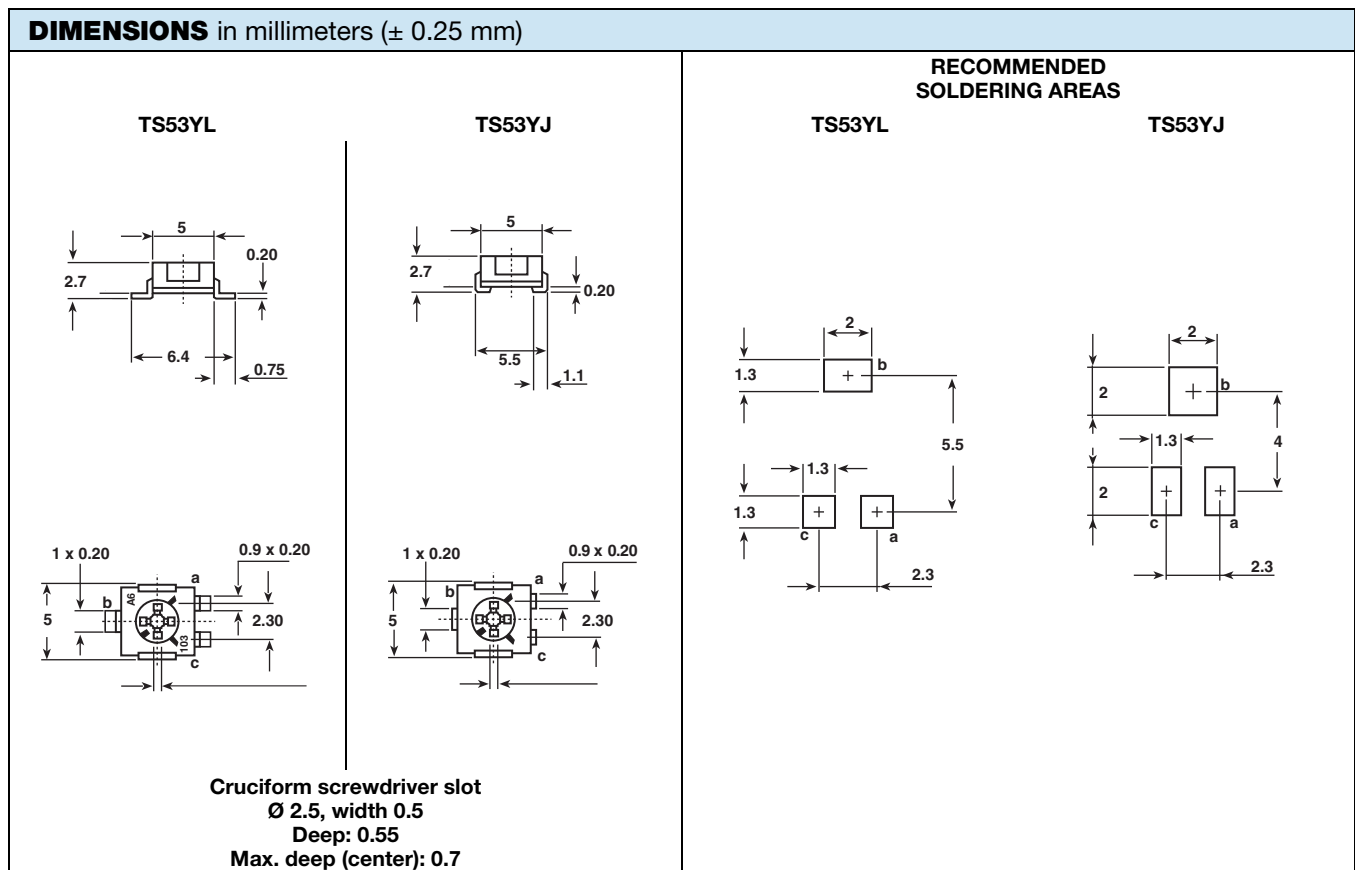 DIMENSIONS in millimeters (± 0.25 mm)
RECOMMENDED
SOLDERING AREAS
TS53YL
TS53YJ
TS53YL
TS53YJ
5
0.20
2.7
6.4
0.75
5
2.7
0.20
5.5
1.1
2
b
1.3
5.5
1.3
1.3
c
a
2.3
2
b
2
1.3
4
2
c
a
2.3
1 x 0.20
0.9 x 0.20
a
b
A6
5
2.30
103
c
1 x 0.20
0.9 x 0.20
a
b
5
2.30
c
Cruciform screwdriver slot
Ø 2.5, width 0.5
Deep: 0.55
Max. deep (center): 0.7